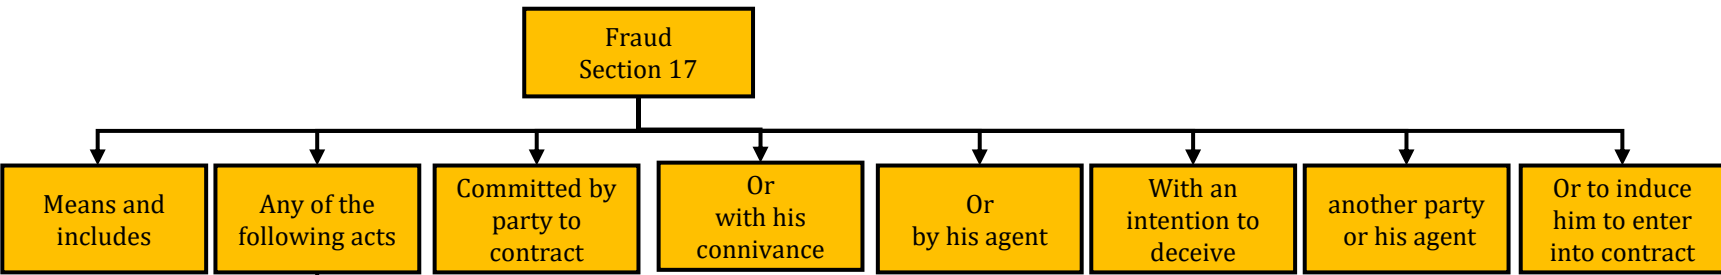 Fraud
Section 17
Means and
includes
Any of the
following acts
Committed by
party to
contract
Or
with his
connivance
Or
by his agent
With an
intention to
deceive
another party
or his agent
Or to induce
him to enter
into contract